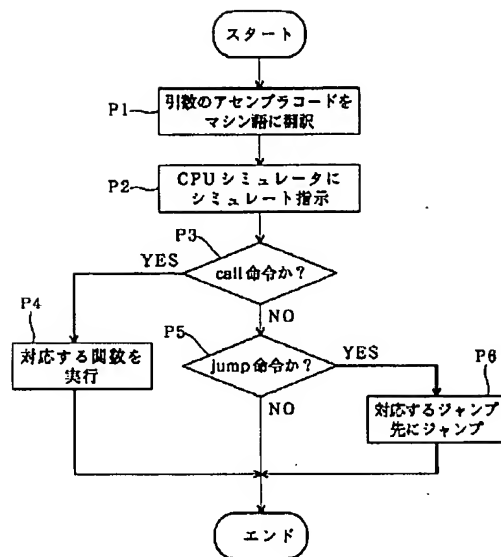 スタート
P1
引数のアセンブラコードを
マシン語に翻訳
P2
CPUシミュレータに
シミュレート指示
P3
YES
call命令か？
NO
P4
対応する関数を
実行
P5
jump命令か？
YES
NO
P6
対応するジャンプ
先にジャンプ
エンド